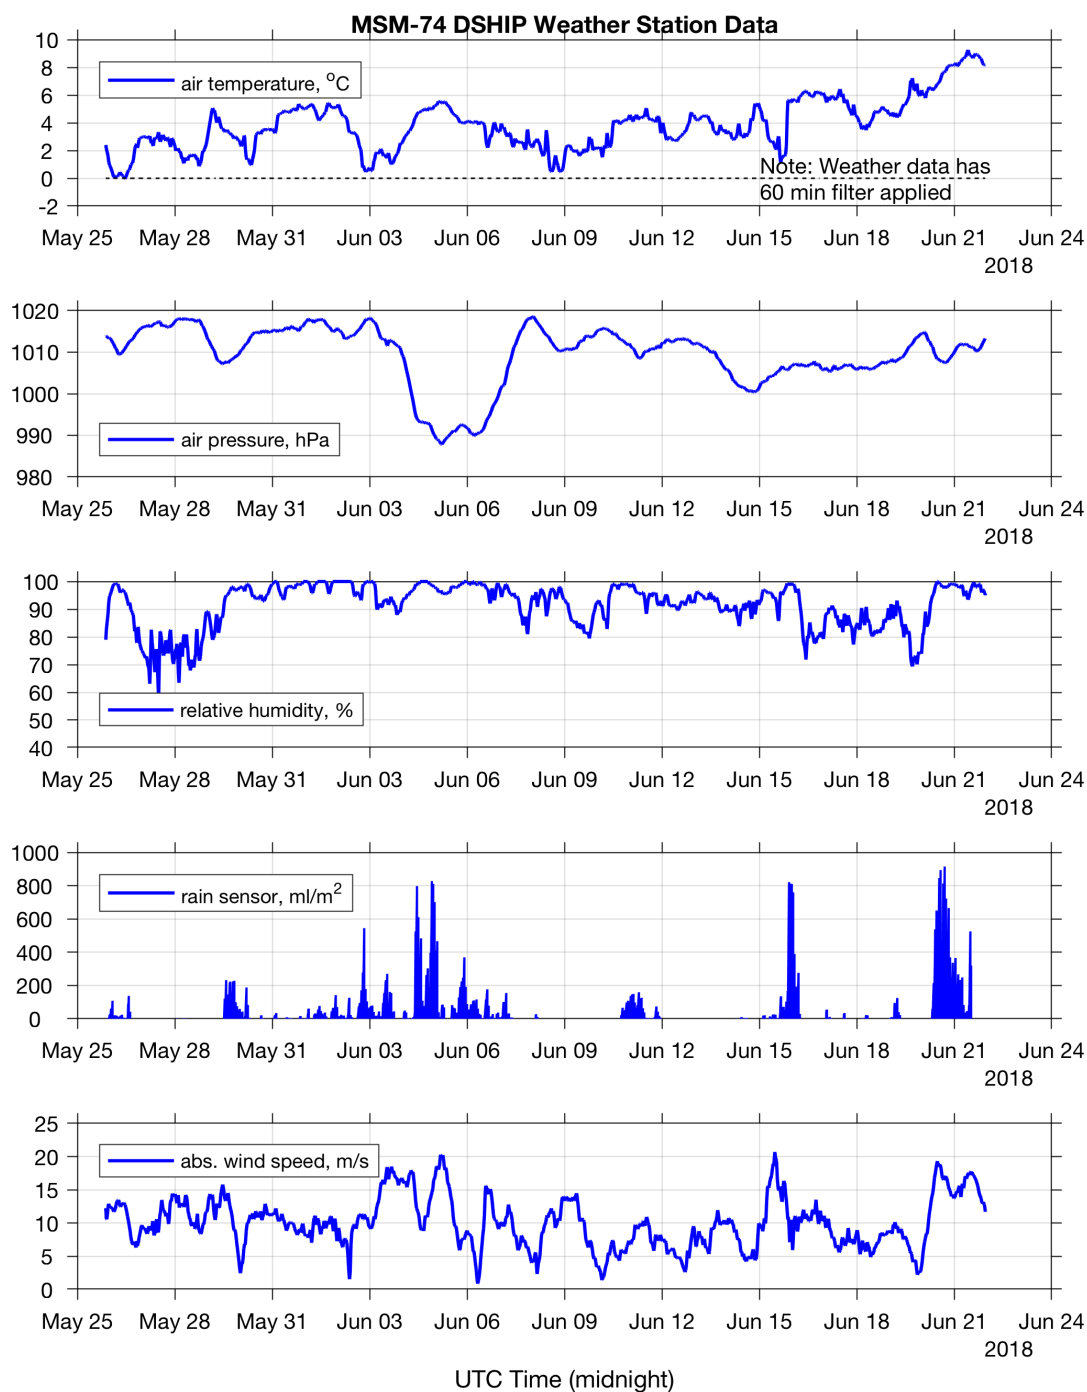 MSM-74 DSHIP Weather Station Data
10
8
6
4
2
0
-2
air temperature, °C
Note: Weather data has
60 min filter applied
May 25 May 28 May 31 Jun 03 Jun 06 Jun 09 Jun 12 Jun 15 Jun 18 Jun 21 Jun 24
2018
1020
1010
1000
990
980
air pressure, hPa
May 25 May 28 May 31 Jun 03 Jun 06 Jun 09 Jun 12 Jun 15 Jun 18 Jun 21 Jun 24
2018
100
90
80
70
60
50
40
relative humidity, %
May 25 May 28 May 31 Jun 03 Jun 06 Jun 09 Jun 12 Jun 15 Jun 18 Jun 21 Jun 24
2018
1000
800
600
400
200
0
rain sensor, ml/m²
May 25 May 28 May 31 Jun 03 Jun 06 Jun 09 Jun 12 Jun 15 Jun 18 Jun 21 Jun 24
2018
25
20
15
10
5
0
abs. wind speed, m/s
May 25 May 28 May 31 Jun 03 Jun 06 Jun 09 Jun 12 Jun 15 Jun 18 Jun 21 Jun 24
2018
UTC Time (midnight)